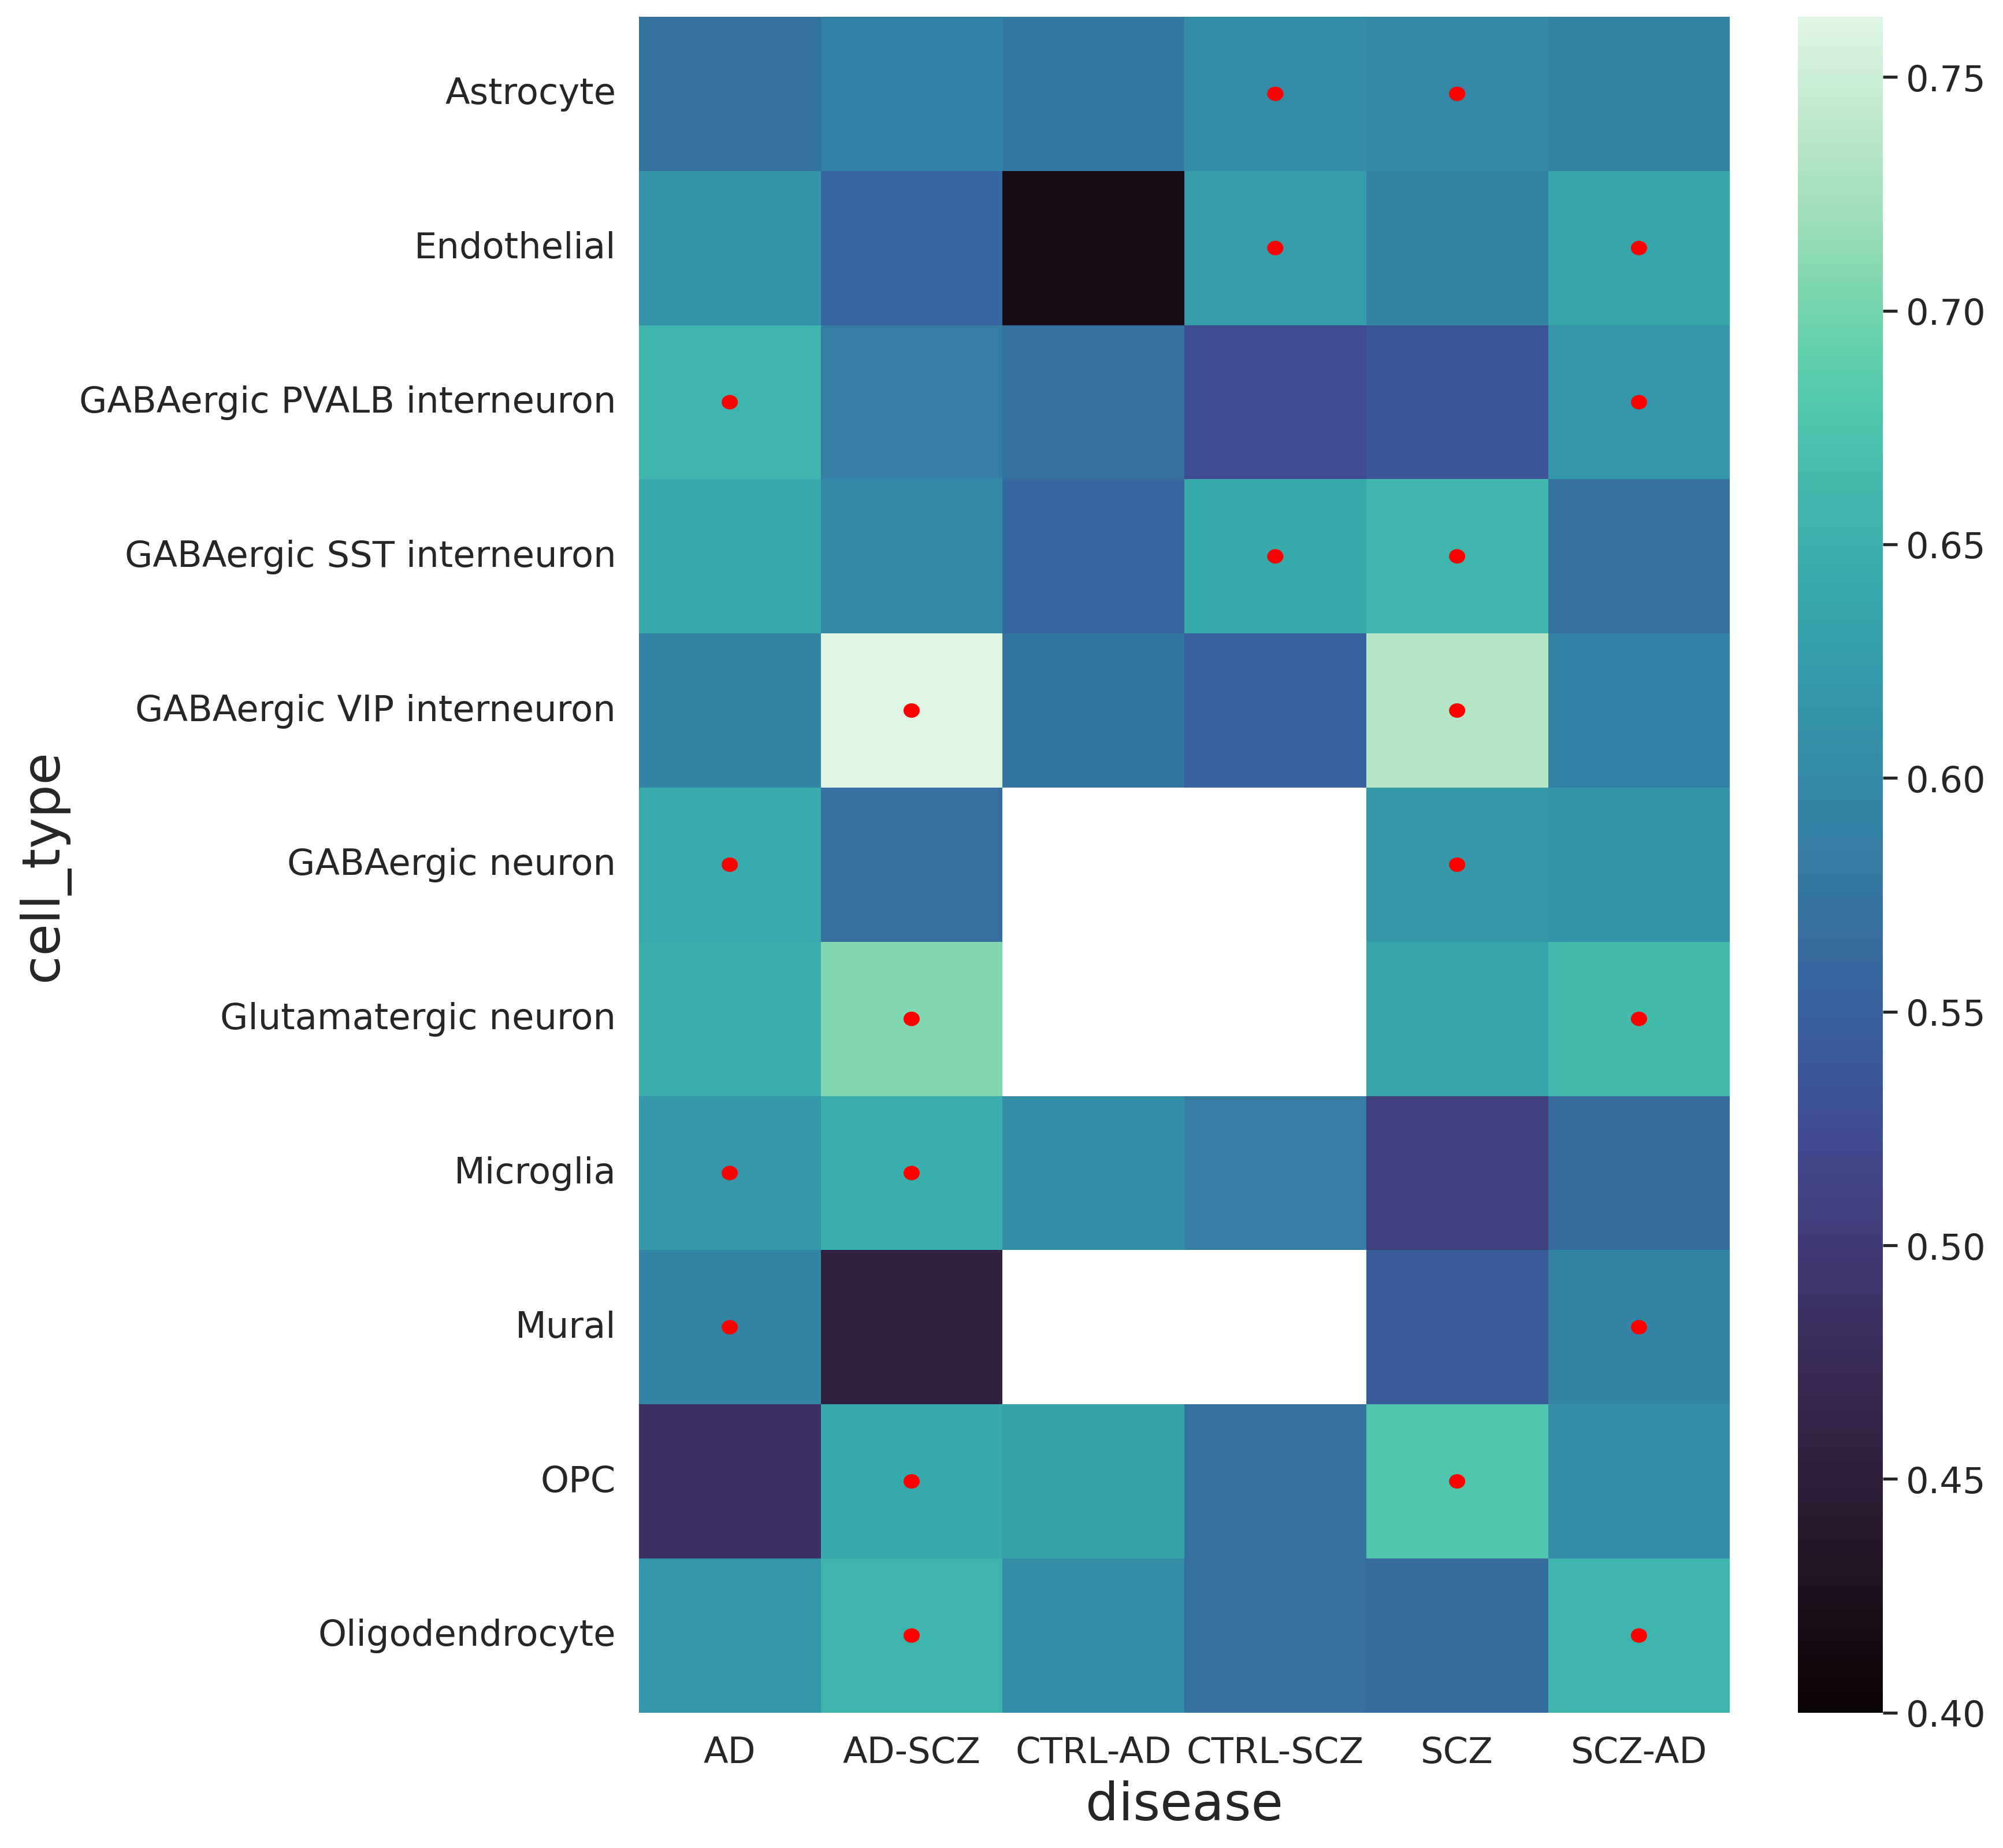 cell_type
Astrocyte
Endothelial
GABAergic PVALB interneuron
GABAergic SST interneuron
GABAergic VIP interneuron
GABAergic neuron
Glutamatergic neuron
Microglia
Mural
OPC
Oligodendrocyte
AD AD-SCZ CTRL-AD CTRL-SCZ SCZ SCZ-AD
disease
0.75
0.70
0.65
0.60
0.55
0.50
0.45
0.40